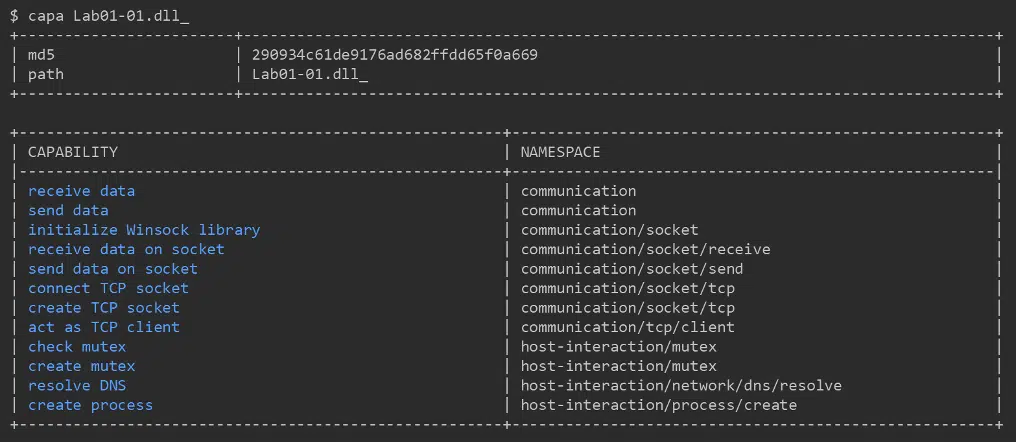 $ capa Lab01-01.dll_
+------------------------+------------------------------------------------------------------------------------+
| md5                    | 290934c61de9176ad682ffdd65f0a669                                                   |
| path                   | Lab01-01.dll_                                                                      |
+------------------------+------------------------------------------------------------------------------------+
+------------------------------------------------------+------------------------------------------------------+
| CAPABILITY                                           | NAMESPACE                                            |
|------------------------------------------------------+------------------------------------------------------|
| receive data                                         | communication                                        |
| send data                                            | communication                                        |
| initialize Winsock library                           | communication/socket                                 |
| receive data on socket                               | communication/socket/receive                         |
| send data on socket                                  | communication/socket/send                            |
| connect TCP socket                                   | communication/socket/tcp                             |
| create TCP socket                                    | communication/socket/tcp                             |
| act as TCP client                                    | communication/tcp/client                             |
| check mutex                                          | host-interaction/mutex                               |
| create mutex                                         | host-interaction/mutex                               |
| resolve DNS                                          | host-interaction/network/dns/resolve                 |
| create process                                       | host-interaction/process/create                      |
+------------------------------------------------------+------------------------------------------------------+